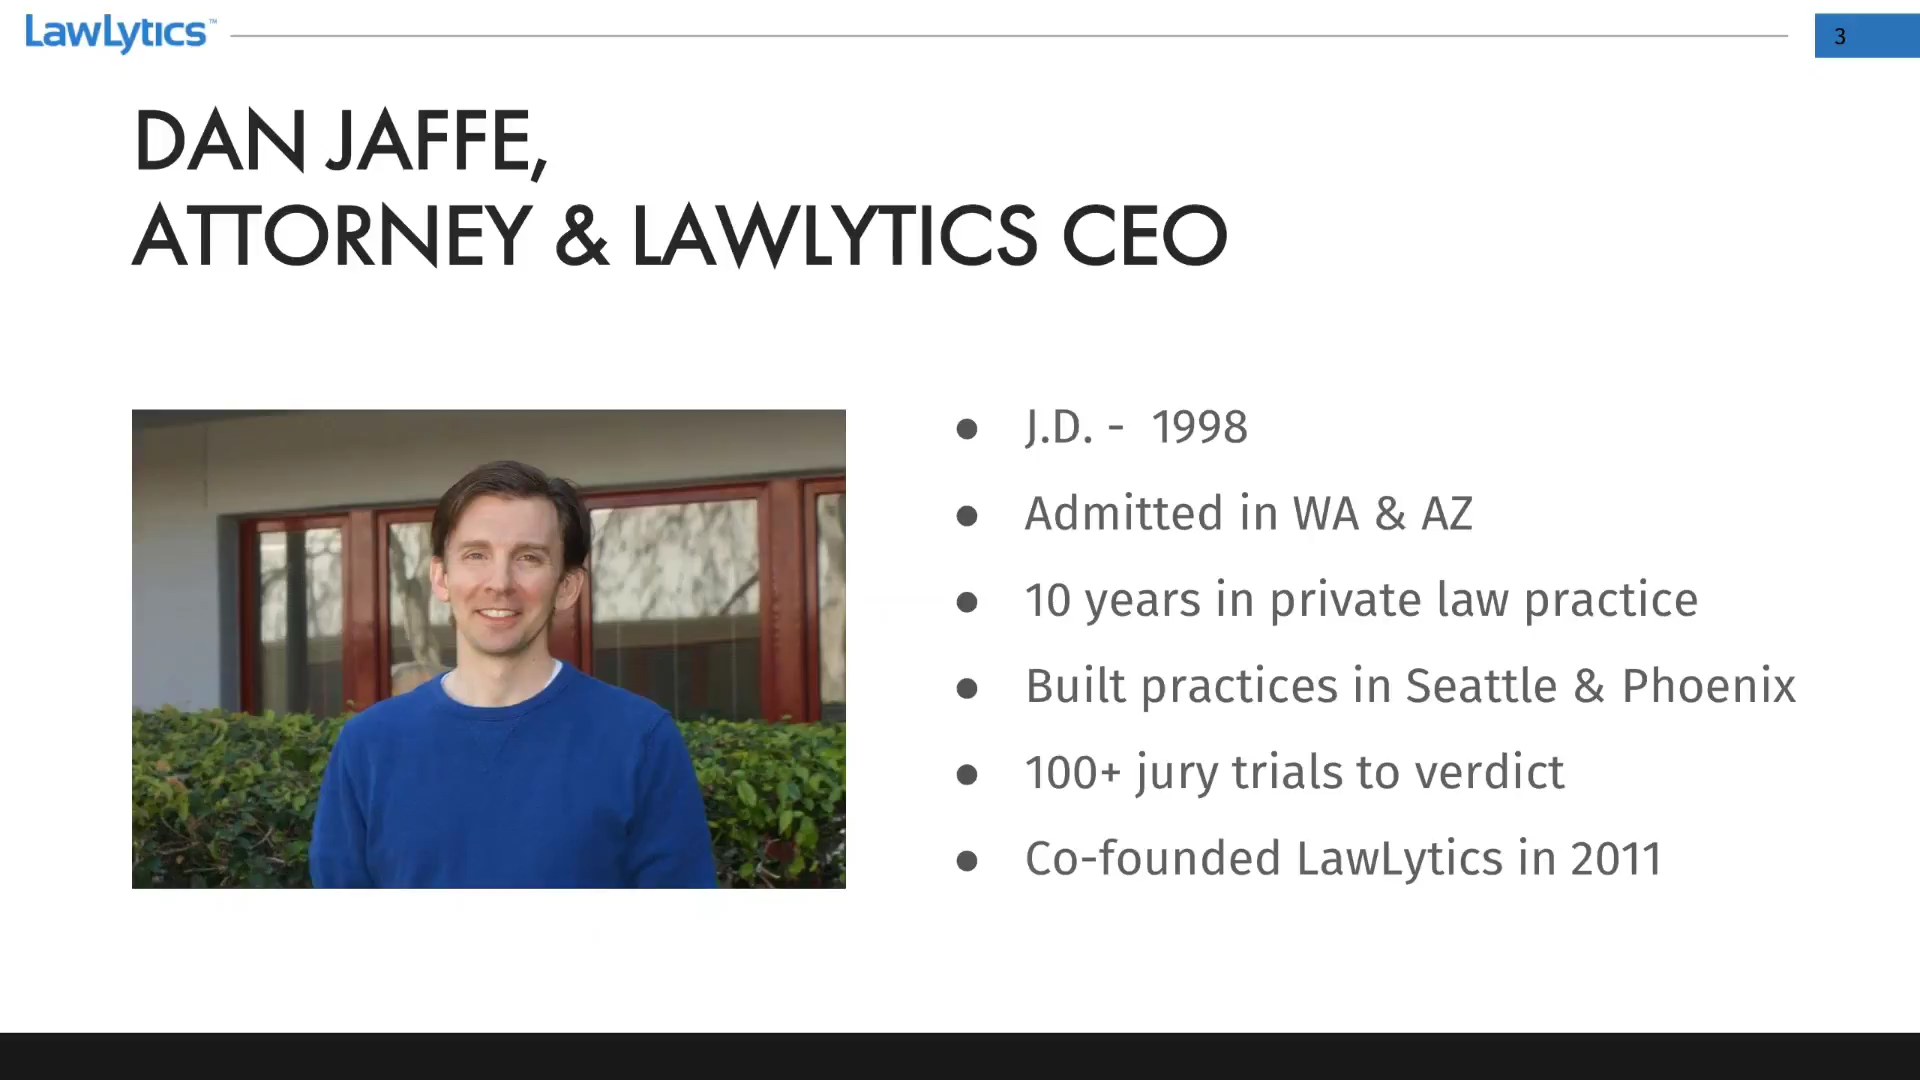 LawLytics™
3
DAN JAFFE,
ATTORNEY & LAWLYTICS CEO
● J.D. - 1998
● Admitted in WA & AZ
● 10 years in private law practice
● Built practices in Seattle & Phoenix
● 100+ jury trials to verdict
● Co-founded LawLytics in 2011